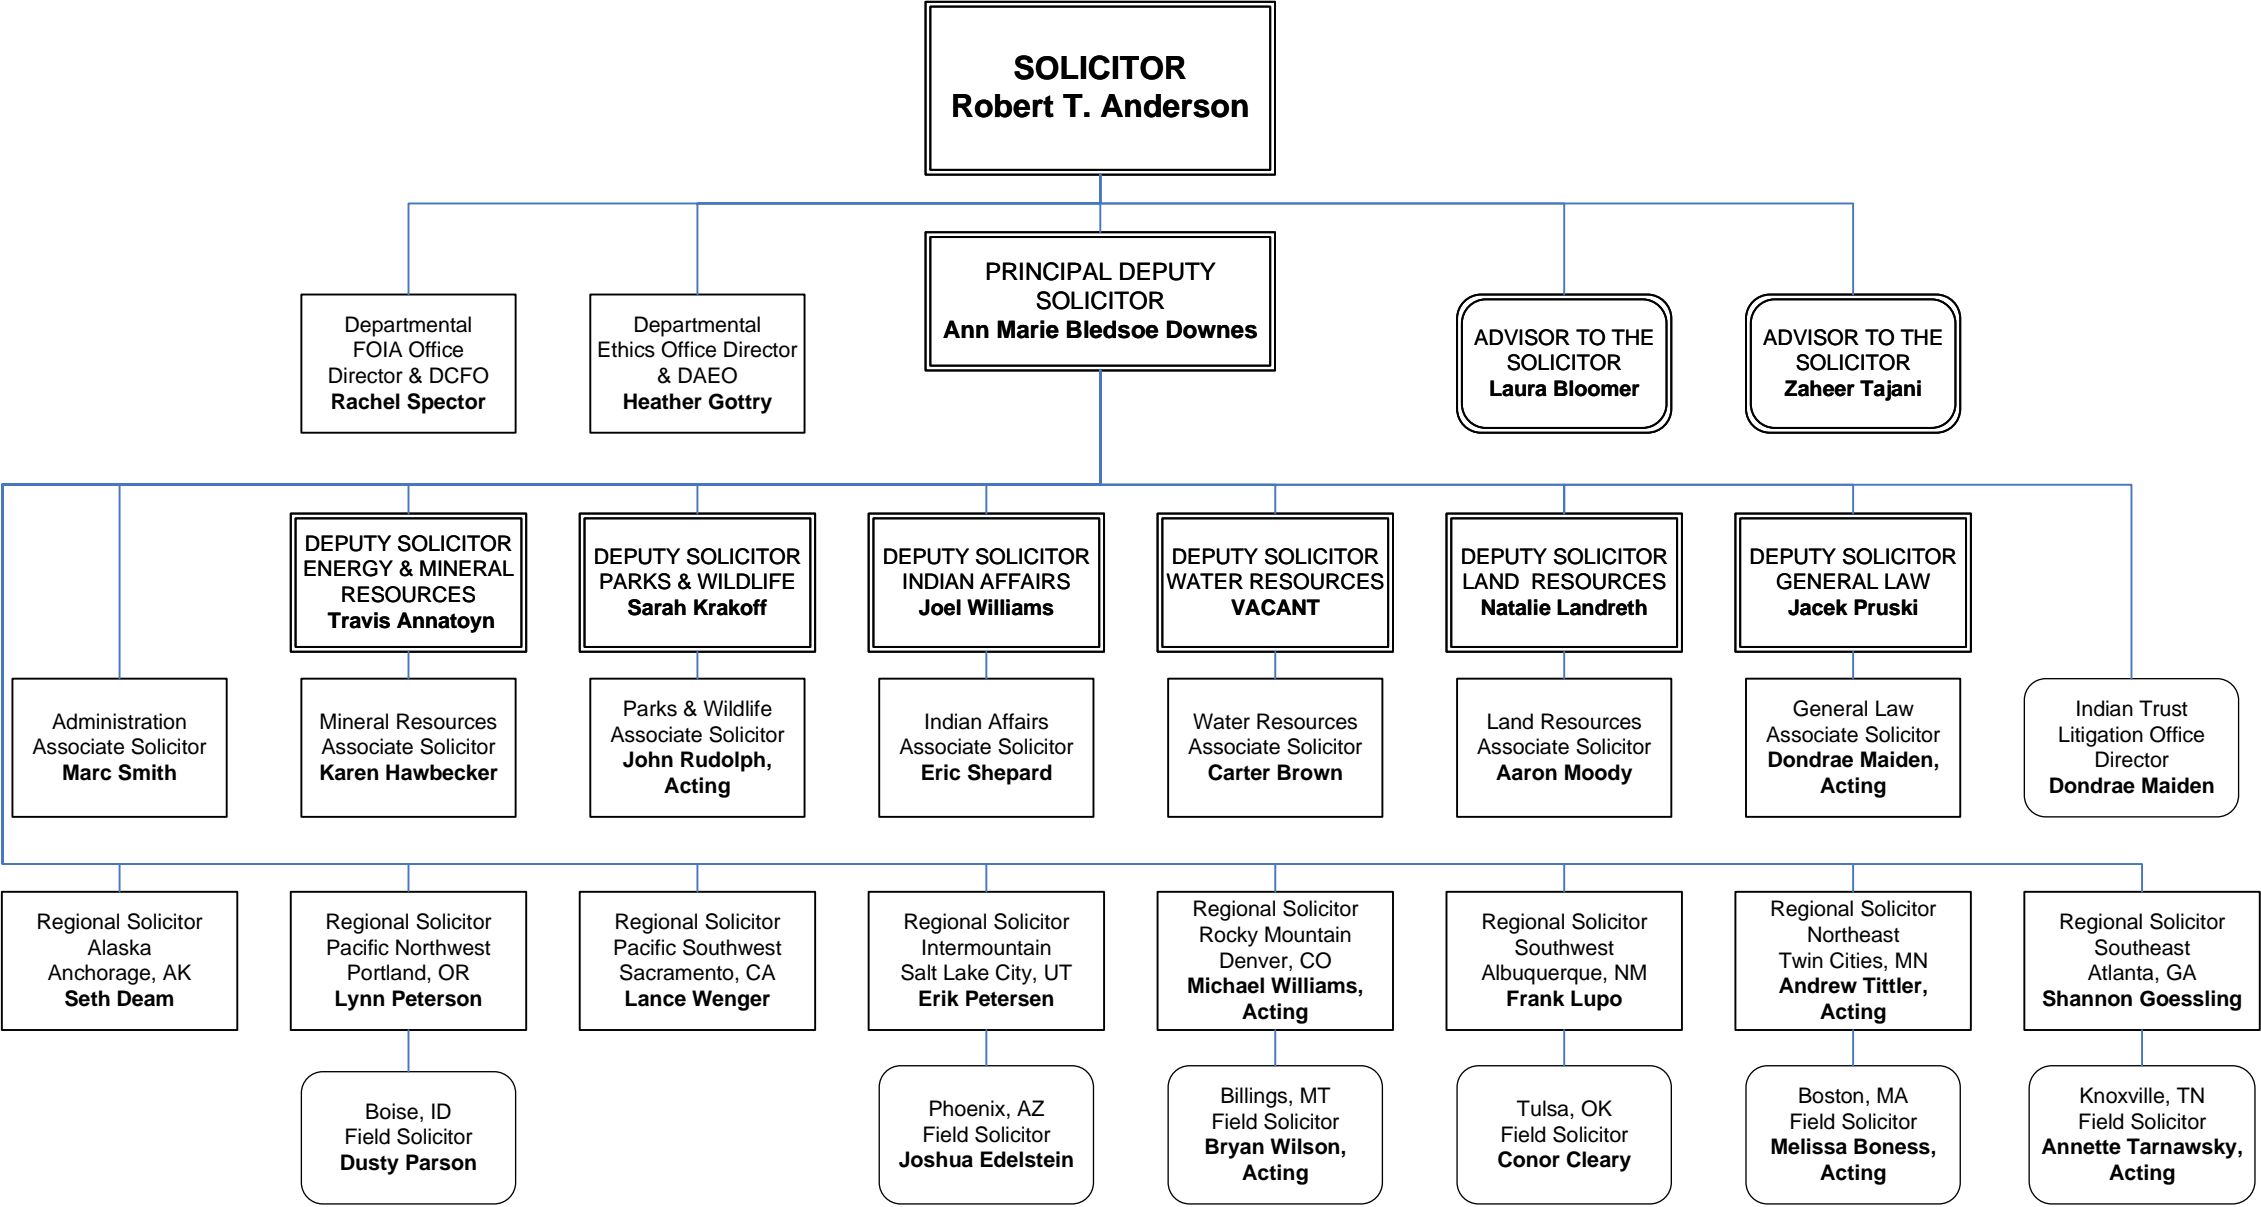 SOLICITOR
Robert T. Anderson
PRINCIPAL DEPUTY
SOLICITOR
Ann Marie Bledsoe Downes
Departmental
FOIA Office
Director & DCFO
Rachel Spector
Departmental
Ethics Office Director
& DAEO
Heather Gottry
ADVISOR TO THE
SOLICITOR
Laura Bloomer
ADVISOR TO THE
SOLICITOR
Zaheer Tajani
DEPUTY SOLICITOR
ENERGY & MINERAL
RESOURCES
Travis Annatoyn
DEPUTY SOLICITOR
PARKS & WILDLIFE
Sarah Krakoff
DEPUTY SOLICITOR
INDIAN AFFAIRS
Joel Williams
DEPUTY SOLICITOR
WATER RESOURCES
VACANT
DEPUTY SOLICITOR
LAND RESOURCES
Natalie Landreth
DEPUTY SOLICITOR
GENERAL LAW
Jacek Pruski
Administration
Associate Solicitor
Marc Smith
Mineral Resources
Associate Solicitor
Karen Hawbecker
Parks & Wildlife
Associate Solicitor
John Rudolph,
Acting
Indian Affairs
Associate Solicitor
Eric Shepard
Water Resources
Associate Solicitor
Carter Brown
Land Resources
Associate Solicitor
Aaron Moody
General Law
Associate Solicitor
Dondrae Maiden,
Acting
Indian Trust
Litigation Office
Director
Dondrae Maiden
Regional Solicitor
Alaska
Anchorage, AK
Seth Deam
Regional Solicitor
Pacific Northwest
Portland, OR
Lynn Peterson
Regional Solicitor
Pacific Southwest
Sacramento, CA
Lance Wenger
Regional Solicitor
Intermountain
Salt Lake City, UT
Erik Petersen
Regional Solicitor
Rocky Mountain
Denver, CO
Michael Williams,
Acting
Regional Solicitor
Southwest
Albuquerque, NM
Frank Lupo
Regional Solicitor
Northeast
Twin Cities, MN
Andrew Tittler,
Acting
Regional Solicitor
Southeast
Atlanta, GA
Shannon Goessling
Boise, ID
Field Solicitor
Dusty Parson
Phoenix, AZ
Field Solicitor
Joshua Edelstein
Billings, MT
Field Solicitor
Bryan Wilson,
Acting
Tulsa, OK
Field Solicitor
Conor Cleary
Boston, MA
Field Solicitor
Melissa Boness,
Acting
Knoxville, TN
Field Solicitor
Annette Tarnawsky,
Acting